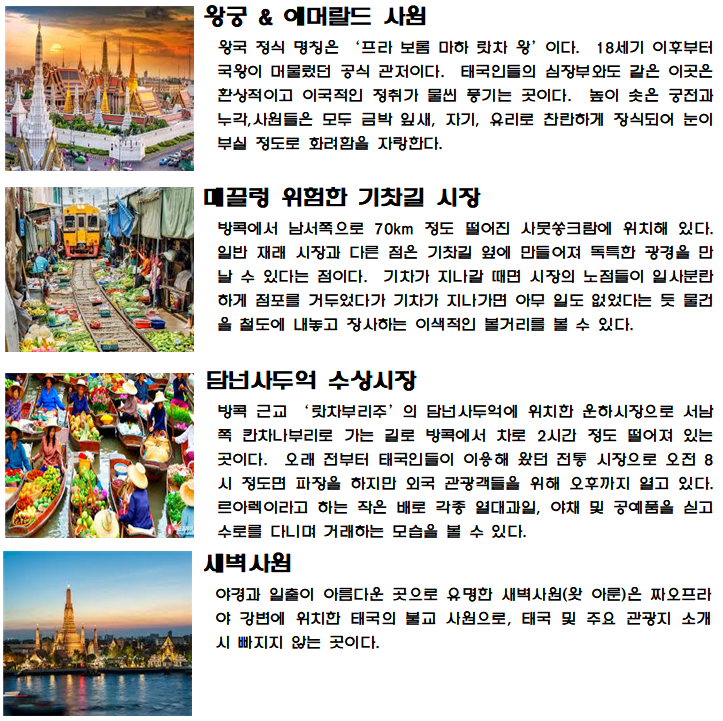 왕궁 & 에머랄드 사원
왕국 정식 명칭은 ‘프라 보롬 마하 랏차 왕’이다. 18세기 이후부터
국왕이 머물렀던 공식 관저이다. 태국인들의 심장부와도 같은 이곳은
환상적이고 이국적인 정취가 물씬 풍기는 곳이다. 높이 솟은 궁전과
누각,사원들은 모두 금박 잎새, 자기, 유리로 찬란하게 장식되어 눈이
부실 정도로 화려함을 자랑한다.
매끌렁 위험한 기찻길 시장
방콕에서 남서쪽으로 70km 정도 떨어진 사뭇쏭크람에 위치해 있다.
일반 재래 시장과 다른 점은 기찻길 옆에 만들어져 독특한 광경을 만
날 수 있다는 점이다. 기차가 지나갈 때면 시장의 노점들이 일사분란
하게 점포를 거두었다가 기차가 지나가면 아무 일도 없었다는 듯 물건
을 철도에 내놓고 장사하는 이색적인 볼거리를 볼 수 있다.
담넌사두억 수상시장
방콕 근교 ‘랏차부리주’의 담넌사두억에 위치한 운하시장으로 서남
쪽 칸차나부리로 가는 길로 방콕에서 차로 2시간 정도 떨어져 있는
곳이다. 오래 전부터 태국인들이 이용해 왔던 전통 시장으로 오전 8
시 정도면 파장을 하지만 외국 관광객들을 위해 오후까지 열고 있다.
르아렉이라고 하는 작은 배로 각종 열대과일, 야채 및 공예품을 싣고
수로를 다니며 거래하는 모습을 볼 수 있다.
새벽사원
야경과 일출이 아름다운 곳으로 유명한 새벽사원(왓 아룬)은 짜오프라
야 강변에 위치한 태국의 불교 사원으로, 태국 및 주요 관광지 소개
시 빠지지 않는 곳이다.